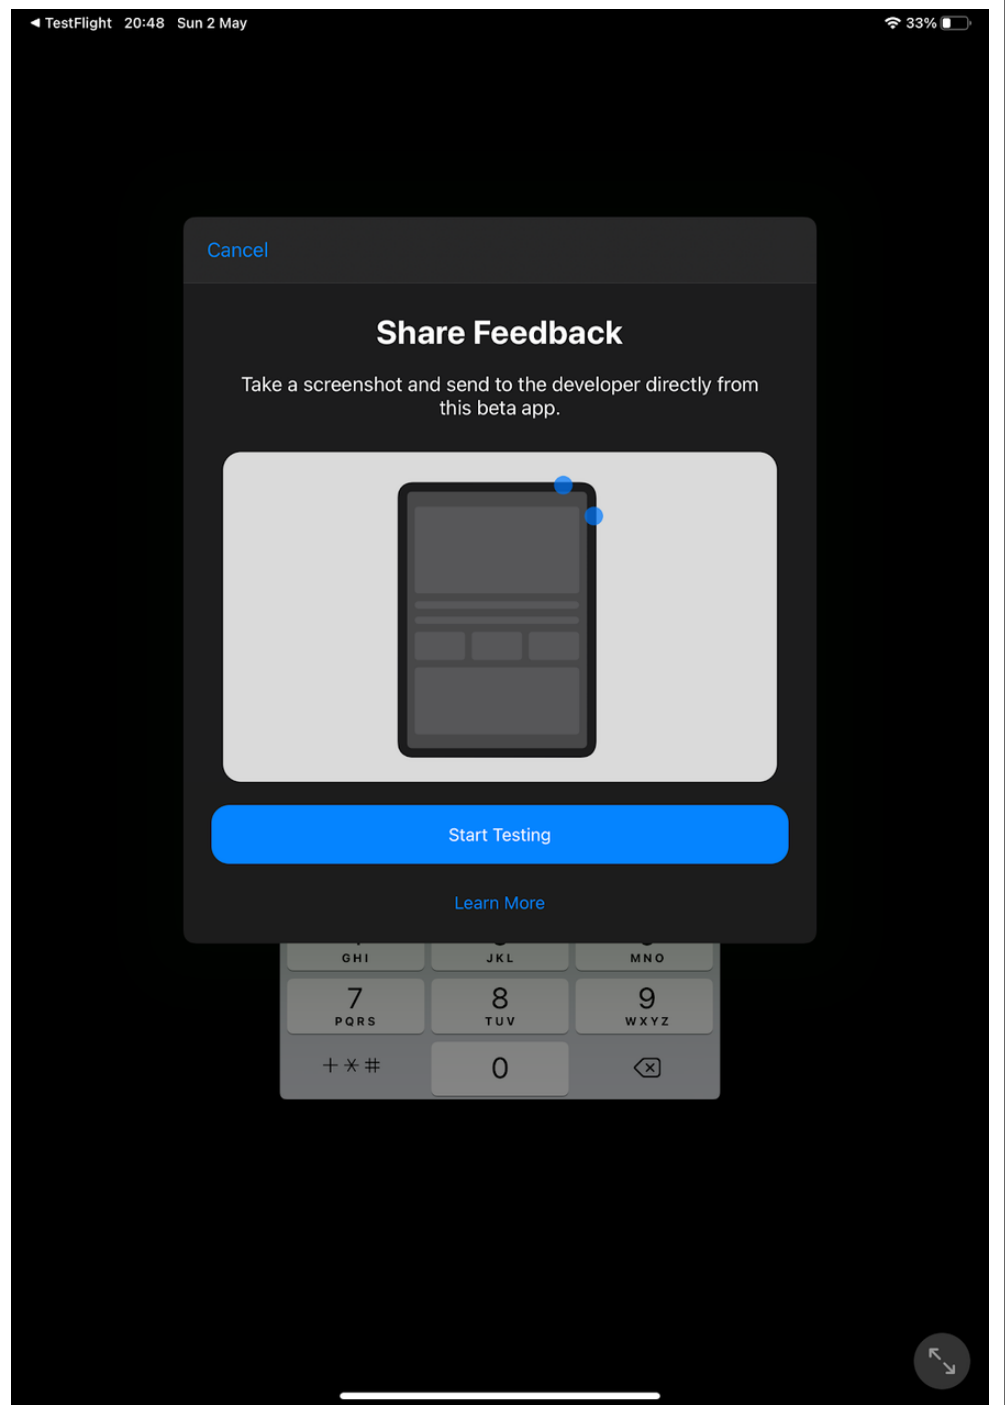 ◀ TestFlight 20:48 Sun 2 May 33%
Cancel
Share Feedback
Take a screenshot and send to the developer directly from
this beta app.
Start Testing
Learn More
GHI JKL MNO
7 8 9
PQRS TUV WXYZ
+*# 0